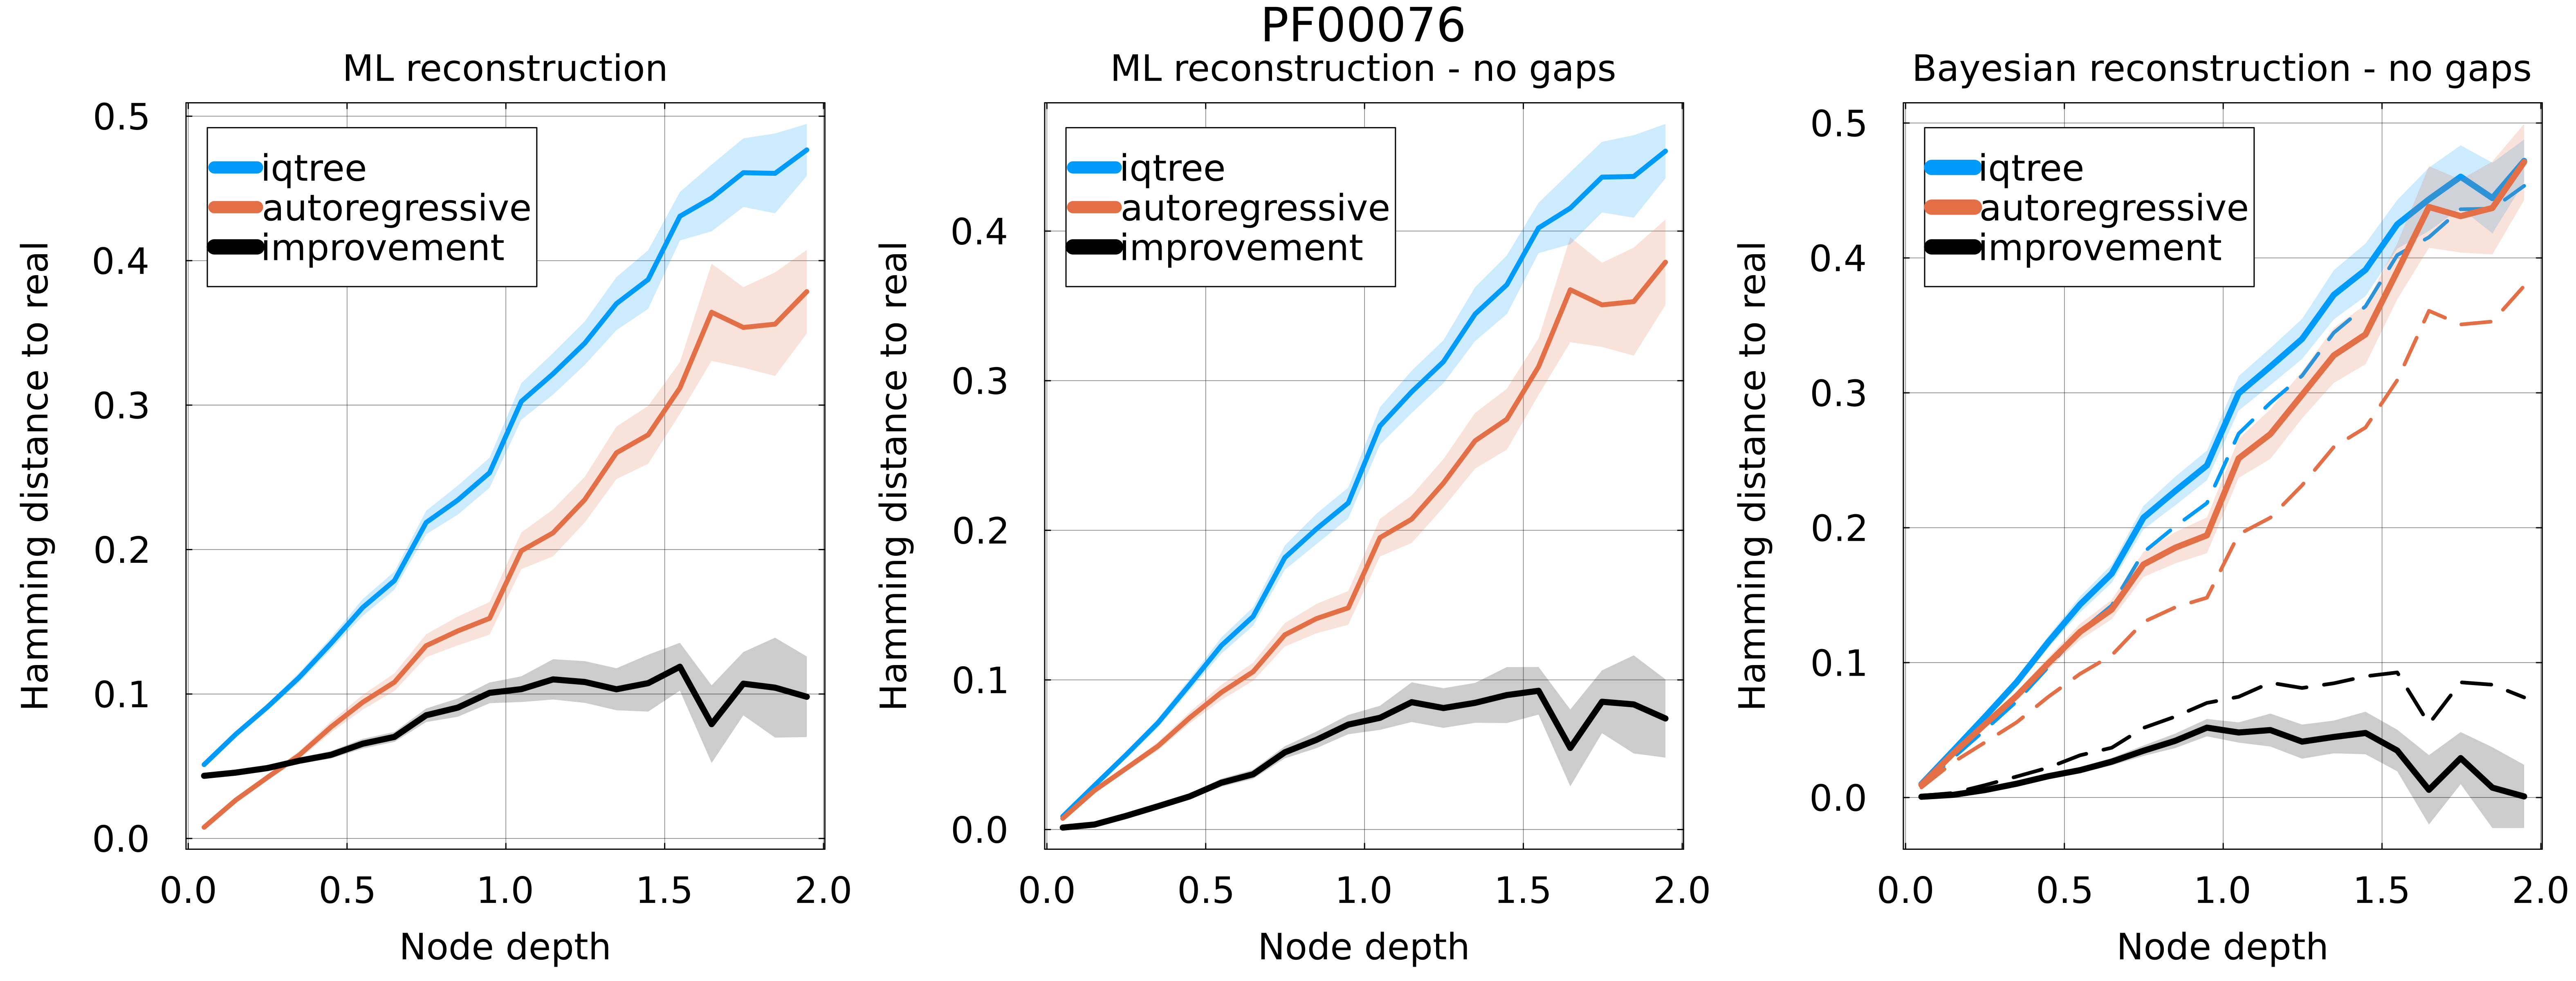 PF00076
ML reconstruction
0.5
0.4
0.3
0.2
0.1
0.0
Hamming distance to real
iqtree
autoregressive
improvement
0.0 0.5 1.0 1.5 2.0
Node depth
ML reconstruction - no gaps
0.4
0.3
0.2
0.1
0.0
Hamming distance to real
iqtree
autoregressive
improvement
0.0 0.5 1.0 1.5 2.0
Node depth
Bayesian reconstruction - no gaps
0.5
0.4
0.3
0.2
0.1
0.0
Hamming distance to real
iqtree
autoregressive
improvement
0.0 0.5 1.0 1.5 2.0
Node depth